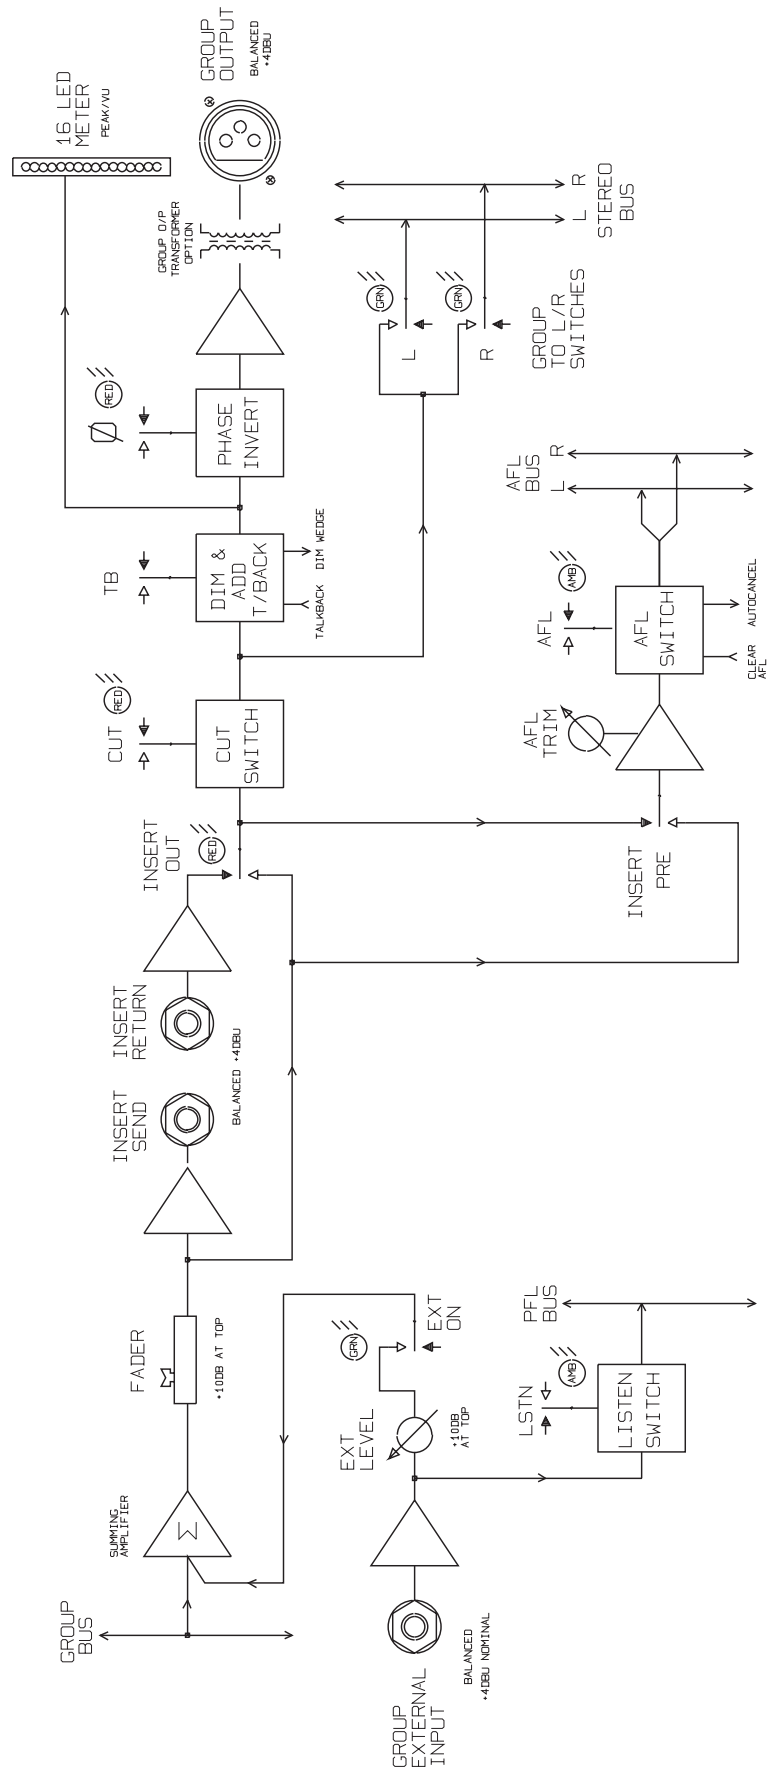 GROUP
BUS
SUMMING
AMPLIFIER
Σ
FADER
+10DB AT TOP
INSERT
SEND
INSERT
RETURN
BALANCED +4DBU
INSERT
OUT
RED
CUT
RED
CUT
SWITCH
TB
DIM &
ADD
T/BACK
TALKBACK
DIM WEDGE
RED
PHASE
INVERT
GROUP O/P
TRANSFORMER
OPTION
16 LED
METER
PEAK/VU
GROUP
OUTPUT
BALANCED
+4DBU
GROUP
EXTERNAL
INPUT
BALANCED
+4DBU NOMINAL
EXT
LEVEL
+10DB
AT TOP
GRN
EXT
ON
LSTN
AMB
LISTEN
SWITCH
PFL
BUS
INSERT
PRE
AFL
TRIM
AFL
AMB
AFL
SWITCH
CLEAR
AFL
AUTOCANCEL
AFL
BUS
L
R
L
GRN
R
GRN
GROUP
TO L/R
SWITCHES
L
R
STEREO
BUS